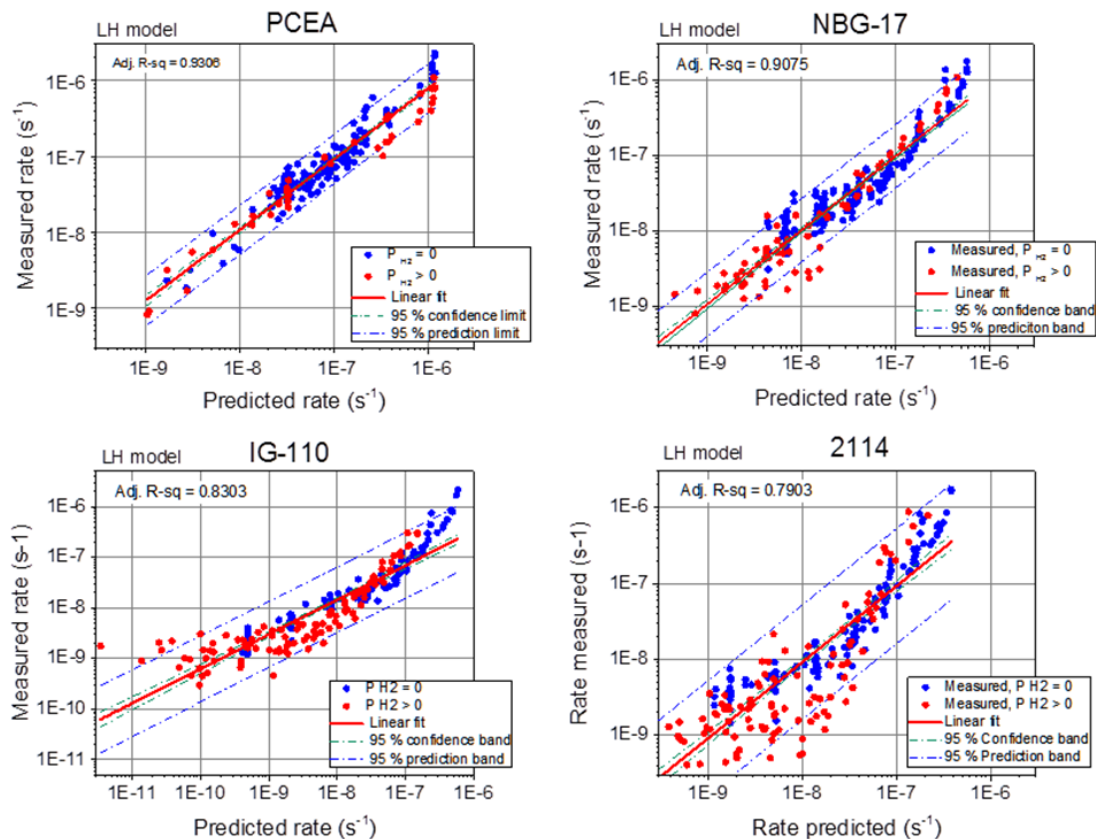 LH model
PCEA
Adj. R-sq = 0.9306
Measured rate (s-1)
1E-6
1E-7
1E-8
1E-9
P H2 = 0
P H2 > 0
Linear fit
95 % confidence limit
95 % prediction limit
1E-9 1E-8 1E-7 1E-6
Predicted rate (s-1)
LH model
NBG-17
Adj. R-sq = 0.9075
Measured rate (s-1)
1E-6
1E-7
1E-8
1E-9
Measured, P H2 = 0
Measured, P H2 > 0
Linear fit
95 % confidence band
95 % prediciton band
1E-9 1E-8 1E-7 1E-6
Predicted rate (s-1)
LH model
IG-110
Adj. R-sq = 0.8303
Measured rate (s-1)
1E-6
1E-7
1E-8
1E-9
1E-10
1E-11
P H2 = 0
P H2 > 0
Linear fit
95 % confidence band
95 % prediction band
1E-11 1E-10 1E-9 1E-8 1E-7 1E-6
Predicted rate (s-1)
LH model
2114
Adj. R-sq = 0.7903
Rate measured (s-1)
1E-6
1E-7
1E-8
1E-9
Measured, P H2 = 0
Measured, P H2 > 0
Linear fit
95 % Confidence band
95 % Prediction band
1E-9 1E-8 1E-7 1E-6
Rate predicted (s-1)